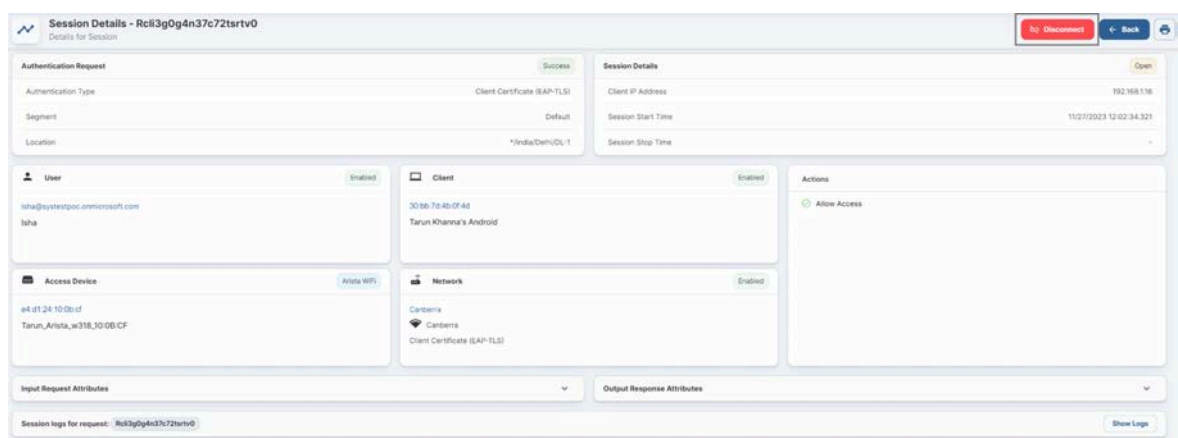 Session Details - Rcli3g0g4n37c72tsrtv0
Details for Session
Disconnect
Back
Authentication Request
Success
Authentication Type
Client Certificate (EAP-TLS)
Segment
Default
Location
*/India/Delhi/DL-1
Session Details
Open
Client IP Address
192.168.1.16
Session Start Time
11/27/2023 12:02:34.321
Session Stop Time
-
User
Enabled
isha@systestpoc.onmicrosoft.com
Isha
Client
Enabled
30:bb:7d:4b:0f:4d
Tarun Khanna's Android
Actions
Allow Access
Access Device
Arista WiFi
e4:d1:24:10:0b:cf
Tarun_Arista_w318_10:0B:CF
Network
Enabled
Canberra
Canberra
Client Certificate (EAP-TLS)
Input Request Attributes
Output Response Attributes
Session logs for request: Rcli3g0g4n37c72tsrtv0
Show Logs